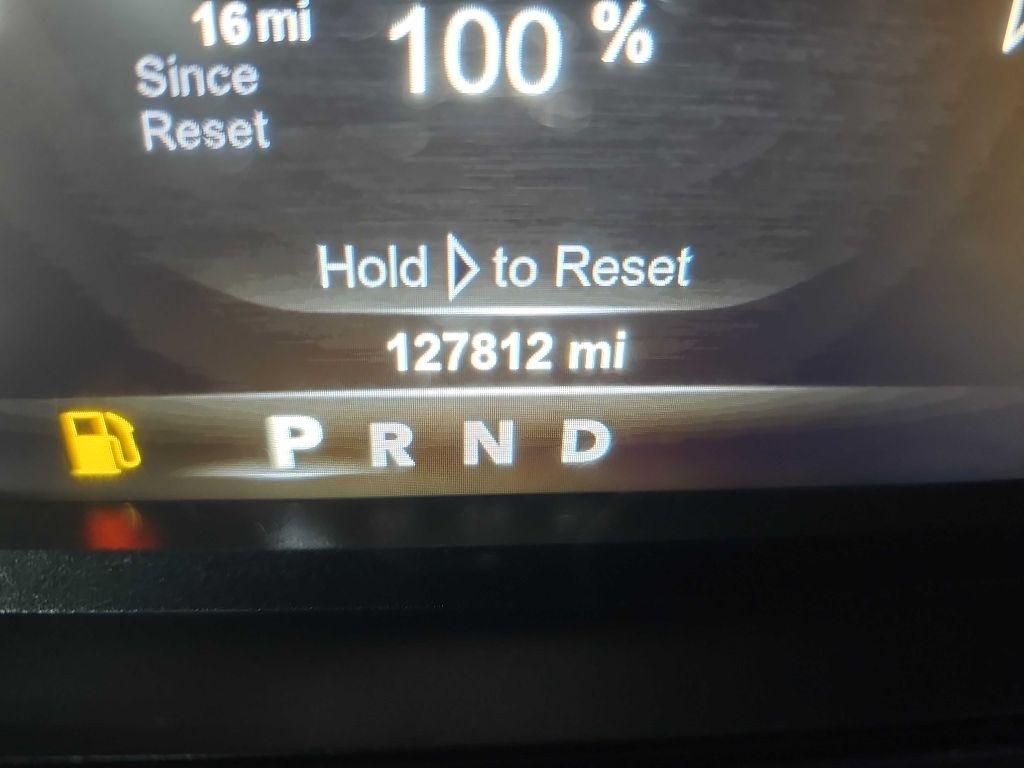 16 mi
100 %
Since
Reset
Hold to Reset
127812 mi
P R N D